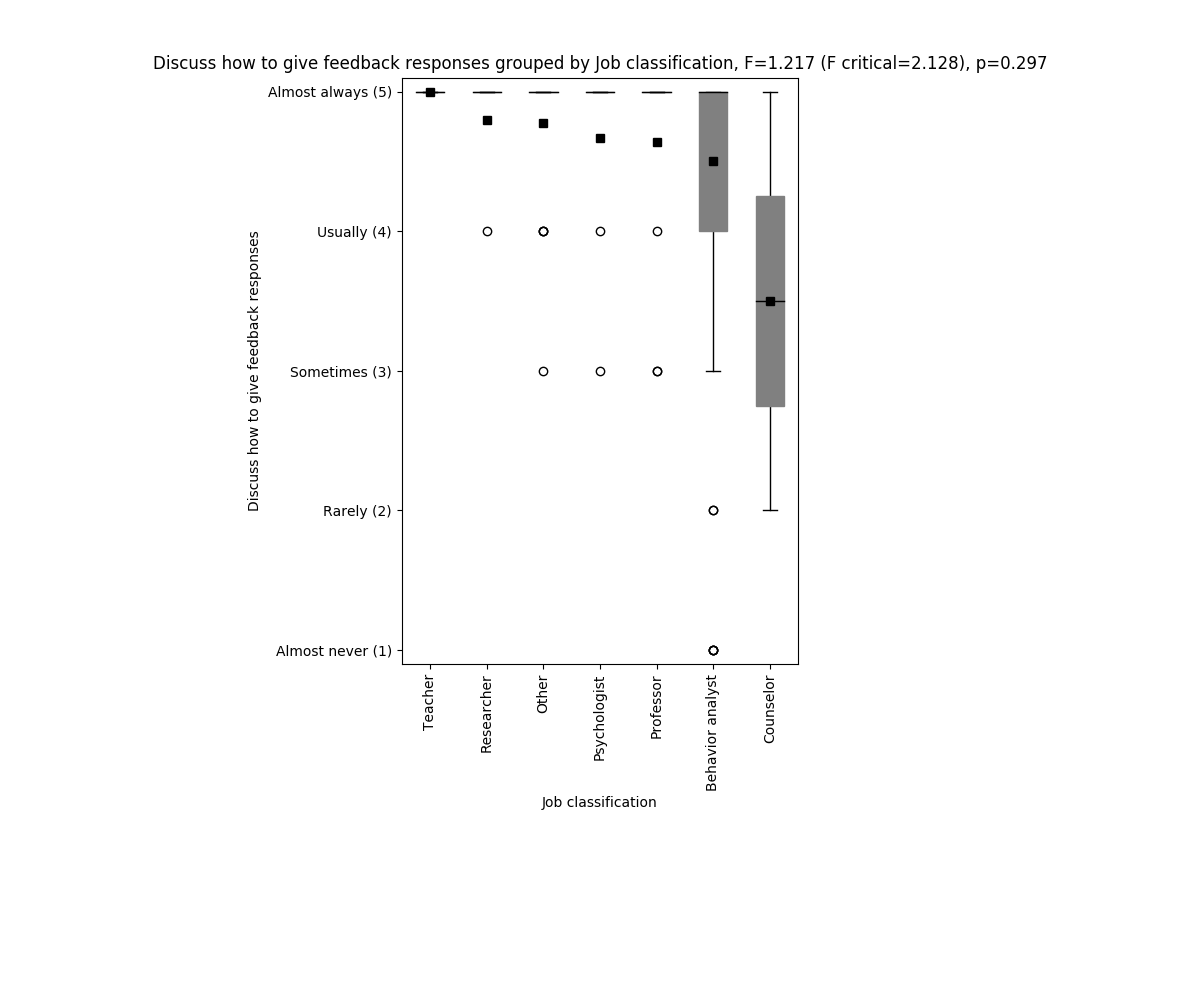 Discuss how to give feedback responses grouped by Job classification, F=1.217 (F critical=2.128), p=0.297
Almost always (5)
Usually (4)
Sometimes (3)
Rarely (2)
Almost never (1)
Discuss how to give feedback responses
Teacher
Researcher
Other
Psychologist
Professor
Behavior analyst
Counselor
Job classification